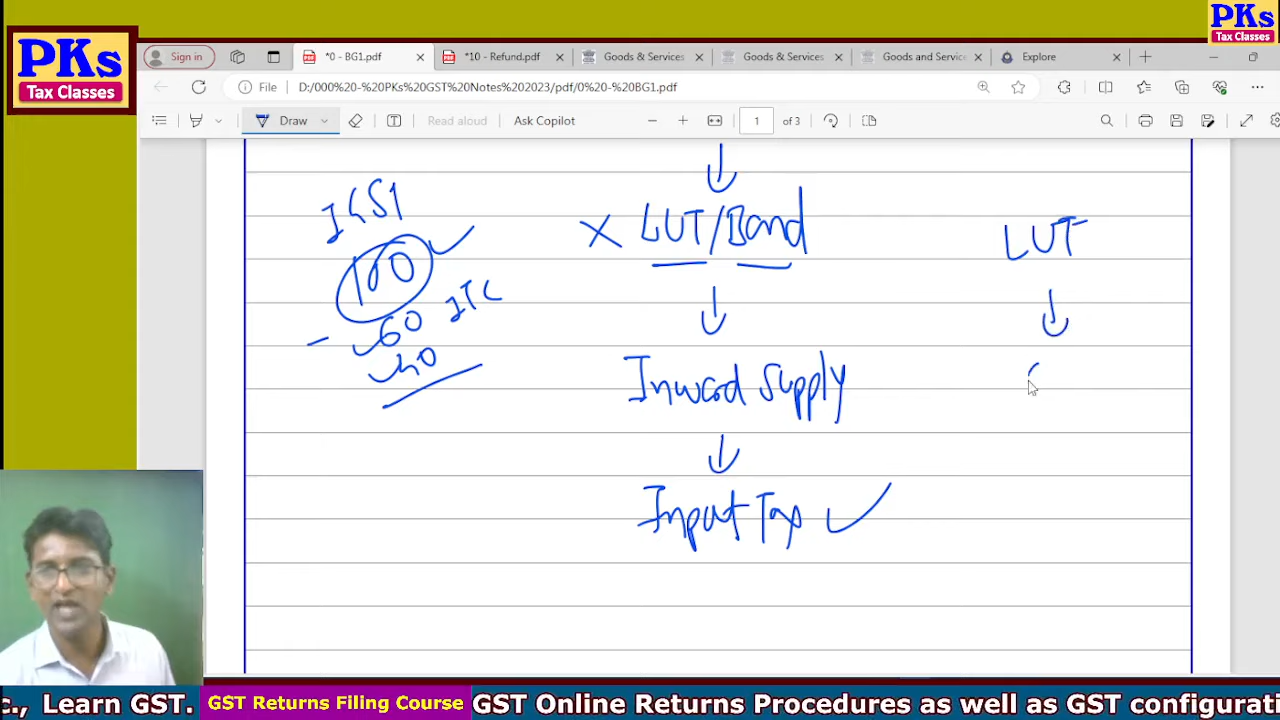 PKs
Tax Classes
PKs
Tax Classes
Sign in
*0 - BG1.pdf
*10 - Refund.pdf
Goods & Services
Goods & Services
Goods and Service
Explore
File
D:/000%20-%20PKs%20GST%20Notes%202023/pdf/0%20-%20BG1.pdf
Draw
Read aloud
Ask Copilot
1 of 3
IGST
100
ITC
- 60
40
X LUT/Band
Inward Supply
Input Tax ✓
LUT
c., Learn GST.
GST Returns Filing Course
GST Online Returns Procedures as well as GST configurati